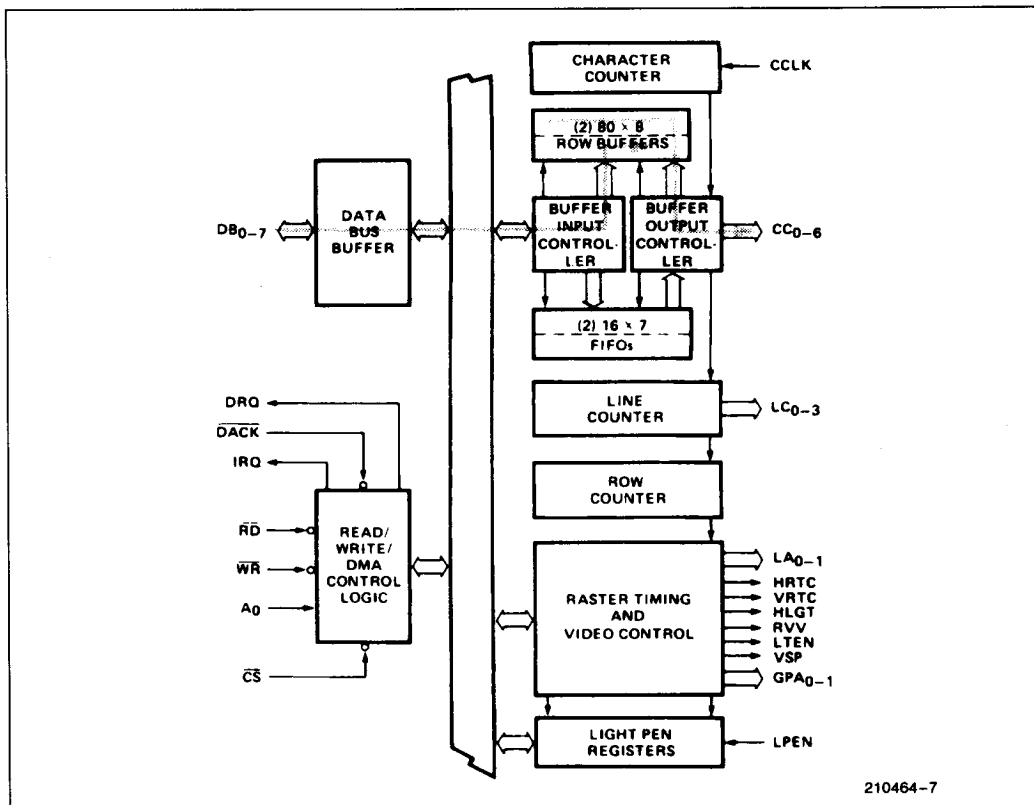 CHARACTER
COUNTER
CCLK
(2) 80 × 8
ROW BUFFERS
DATA
BUS
BUFFER
DB0–7
BUFFER
INPUT
CONTROL-
LER
BUFFER
OUTPUT
CONTROL-
LER
CC0–6
(2) 16 × 7
FIFOs
LINE
COUNTER
LC0–3
DRQ
DACK
IRQ
ROW
COUNTER
RD
WR
A0
CS
READ/
WRITE/
DMA
CONTROL
LOGIC
RASTER TIMING
AND
VIDEO CONTROL
LA0–1
HRTC
VRTC
HLGT
RVV
LTEN
VSP
GPA0–1
LIGHT PEN
REGISTERS
LPEN
210464–7